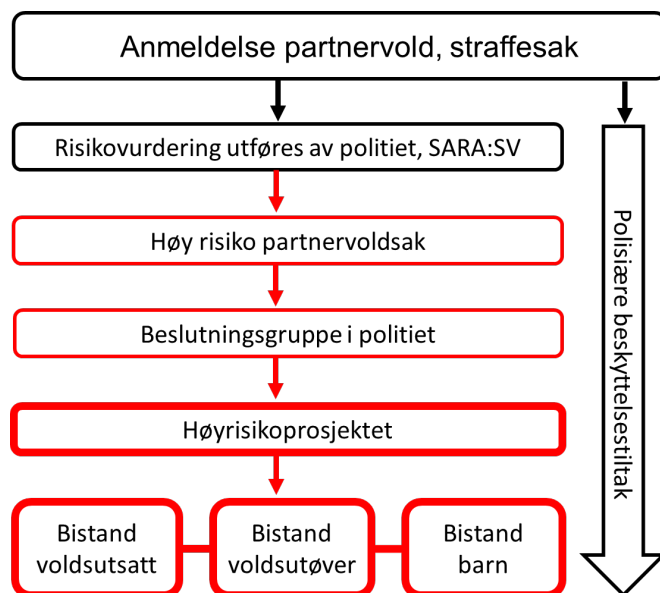 Anmeldelse partnervold, straffesak
Risikovurdering utføres av politiet, SARA:SV
Høy risiko partnervoldsak
Beslutningsgruppe i politiet
Høyrisikoprosjektet
Bistand
voldsutsatt
Bistand
voldsutøver
Bistand
barn
Polisiære beskyttelsestiltak